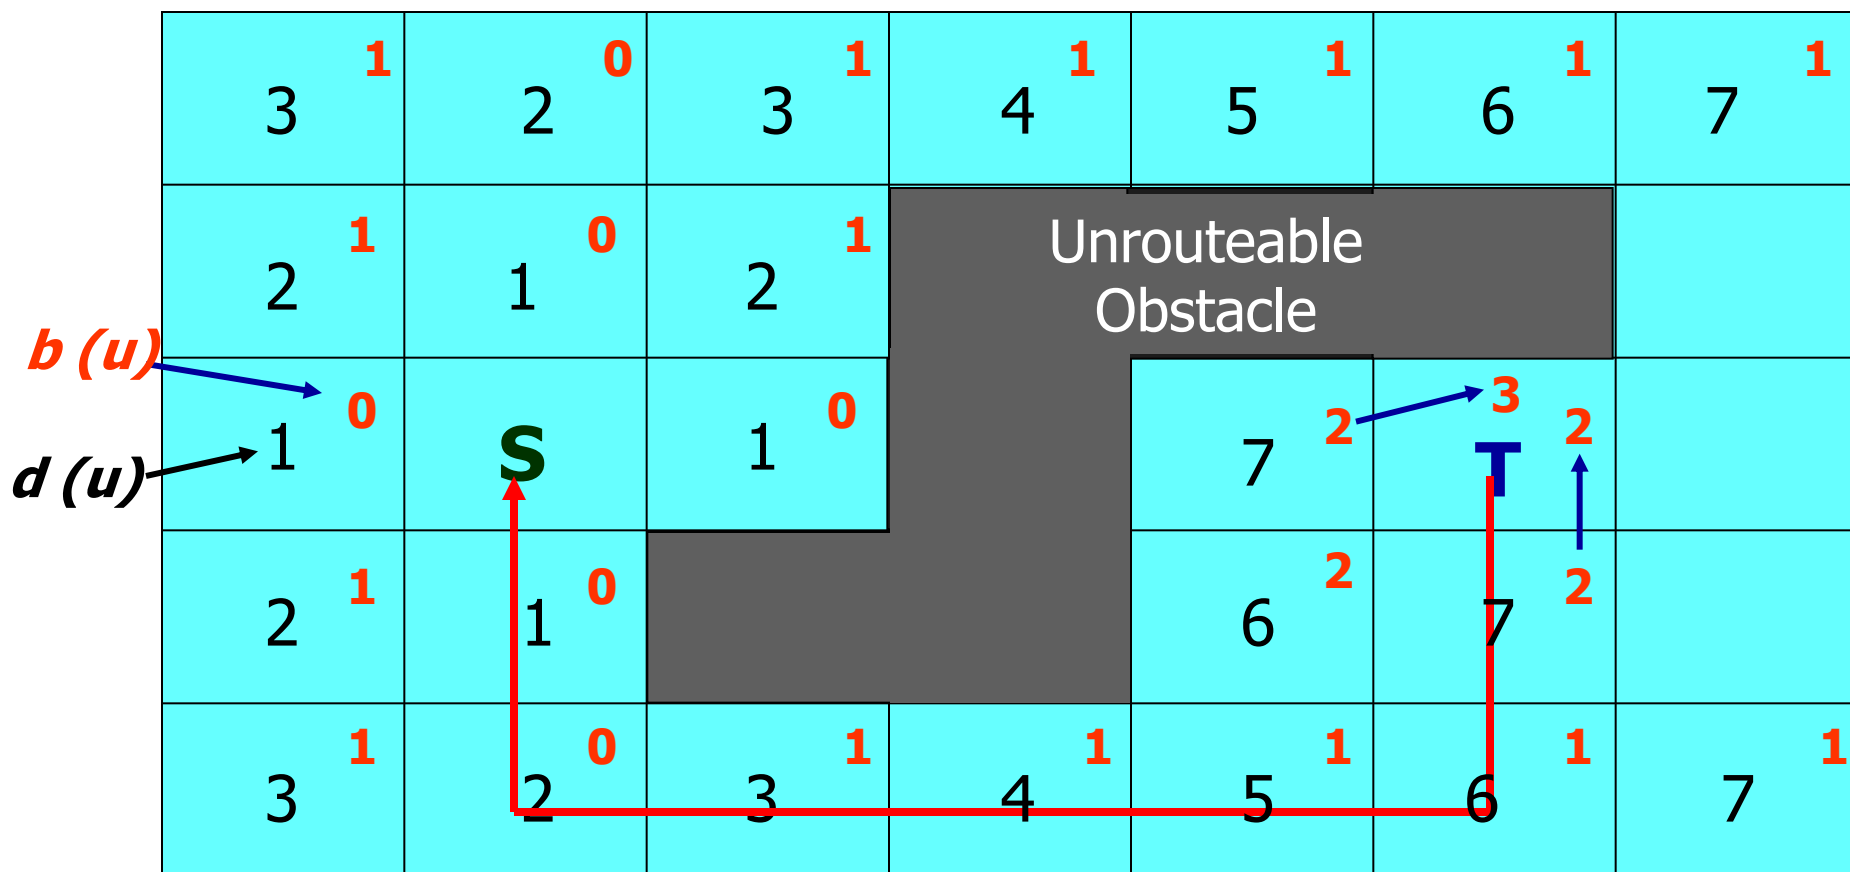 1 0 1 1 1 1 1
3 2 3 4 5 6 7
1 0 1 Unrouteable
2 1 2 Obstacle
b (u)
0 0 2 3 2
d (u) 1 S 1 7 T
1 0 2 2
2 1 6 7
1 0 1 1 1 1 1
3 2 3 4 5 6 7